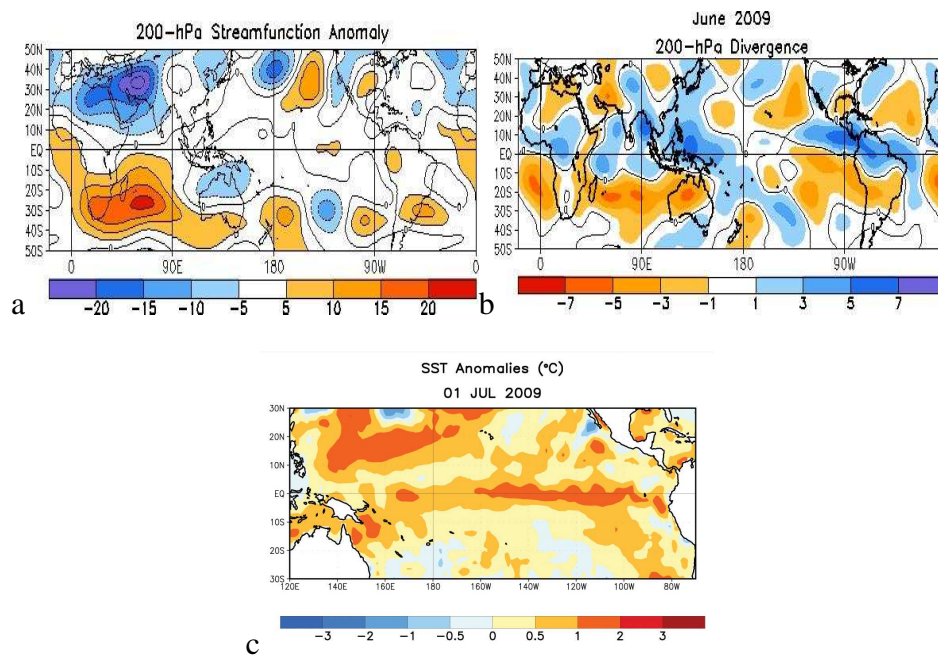 200-hPa Streamfunction Anomaly
50N
40N
30N
20N
10N
EQ
10S
20S
30S
40S
50S
0 90E 180 90W 0
-20 -15 -10 -5 5 10 15 20
a
June 2009
200-hPa Divergence
50N
40N
30N
20N
10N
EQ
10S
20S
30S
40S
50S
0 90E 180 90W
-7 -5 -3 -1 1 3 5 7
b
SST Anomalies (°C)
01 JUL 2009
30N
20N
10N
EQ
10S
20S
30S
120E 140E 160E 180 160W 140W 120W 100W 80W
-3 -2 -1 -0.5 0 0.5 1 2 3
c